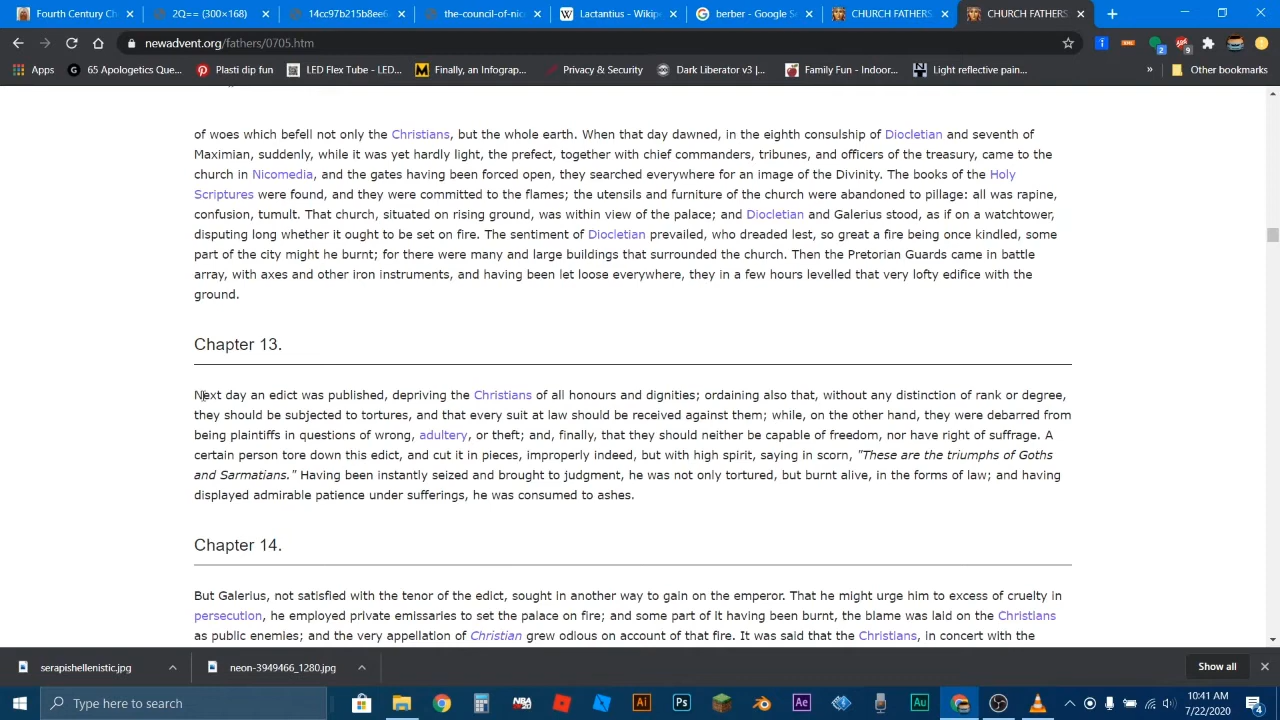 Fourth Century Ch
2Q== (300×168)
14cc97b215b8ee6
the-council-of-nic
Lactantius - Wikip
berber - Google Se
CHURCH FATHERS
CHURCH FATHERS
newadvent.org/fathers/0705.htm
Apps
65 Apologetics Que...
Plasti dip fun
LED Flex Tube - LED...
Finally, an Infograp...
Privacy & Security
Dark Liberator v3 |...
Family Fun - Indoor...
Light reflective pain...
»
Other bookmarks
of woes which befell not only the Christians, but the whole earth. When that day dawned, in the eighth consulship of Diocletian and seventh of
Maximian, suddenly, while it was yet hardly light, the prefect, together with chief commanders, tribunes, and officers of the treasury, came to the
church in Nicomedia, and the gates having been forced open, they searched everywhere for an image of the Divinity. The books of the Holy
Scriptures were found, and they were committed to the flames; the utensils and furniture of the church were abandoned to pillage: all was rapine,
confusion, tumult. That church, situated on rising ground, was within view of the palace; and Diocletian and Galerius stood, as if on a watchtower,
disputing long whether it ought to be set on fire. The sentiment of Diocletian prevailed, who dreaded lest, so great a fire being once kindled, some
part of the city might he burnt; for there were many and large buildings that surrounded the church. Then the Pretorian Guards came in battle
array, with axes and other iron instruments, and having been let loose everywhere, they in a few hours levelled that very lofty edifice with the
ground.
Chapter 13.
Next day an edict was published, depriving the Christians of all honours and dignities; ordaining also that, without any distinction of rank or degree,
they should be subjected to tortures, and that every suit at law should be received against them; while, on the other hand, they were debarred from
being plaintiffs in questions of wrong, adultery, or theft; and, finally, that they should neither be capable of freedom, nor have right of suffrage. A
certain person tore down this edict, and cut it in pieces, improperly indeed, but with high spirit, saying in scorn, "These are the triumphs of Goths
and Sarmatians." Having been instantly seized and brought to judgment, he was not only tortured, but burnt alive, in the forms of law; and having
displayed admirable patience under sufferings, he was consumed to ashes.
Chapter 14.
But Galerius, not satisfied with the tenor of the edict, sought in another way to gain on the emperor. That he might urge him to excess of cruelty in
persecution, he employed private emissaries to set the palace on fire; and some part of it having been burnt, the blame was laid on the Christians
as public enemies; and the very appellation of Christian grew odious on account of that fire. It was said that the Christians, in concert with the
serapishellenistic.jpg
neon-3949466_1280.jpg
Show all
Type here to search
NBA
Ai
Ps
Ae
Au
10:41 AM
7/22/2020
4